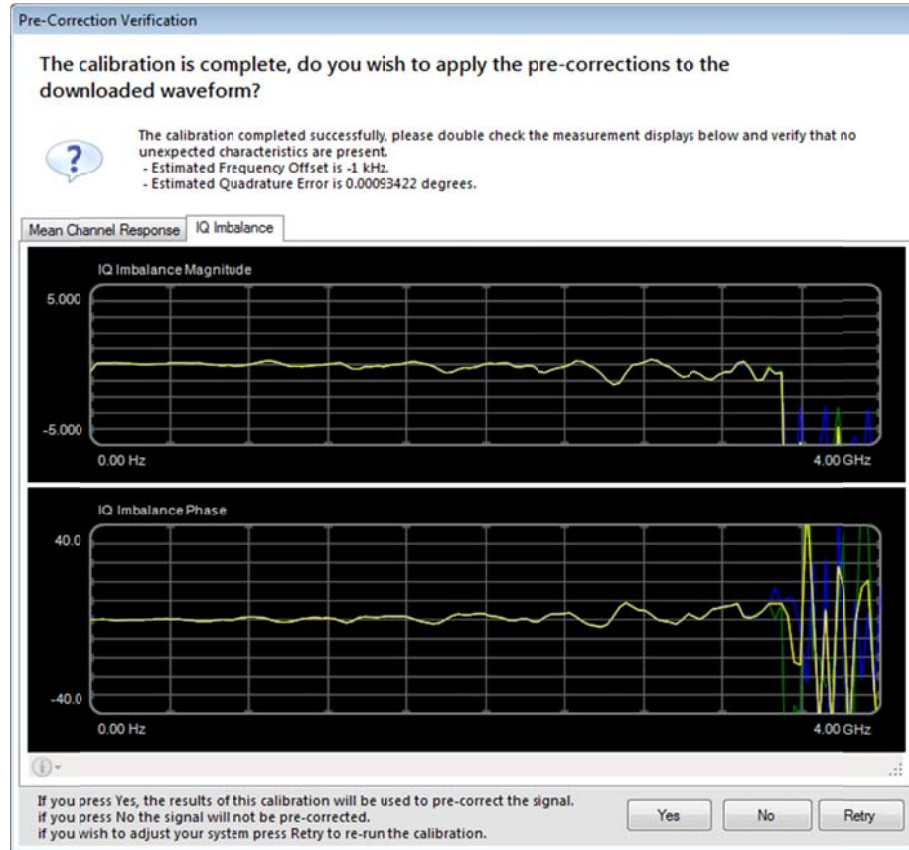 Pre-Correction Verification
The calibration is complete, do you wish to apply the pre-corrections to the
downloaded waveform?
The calibration completed successfully, please double check the measurement displays below and verify that no
unexpected characteristics are present.
- Estimated Frequency Offset is -1 kHz.
- Estimated Quadrature Error is 0.00093422 degrees.
Mean Channel Response
IQ Imbalance
IQ Imbalance Magnitude
5.000
-5.000
0.00 Hz
4.00 GHz
IQ Imbalance Phase
40.0
-40.0
0.00 Hz
4.00 GHz
If you press Yes, the results of this calibration will be used to pre-correct the signal.
if you press No the signal will not be pre-corrected.
if you wish to adjust your system press Retry to re-run the calibration.
Yes
No
Retry